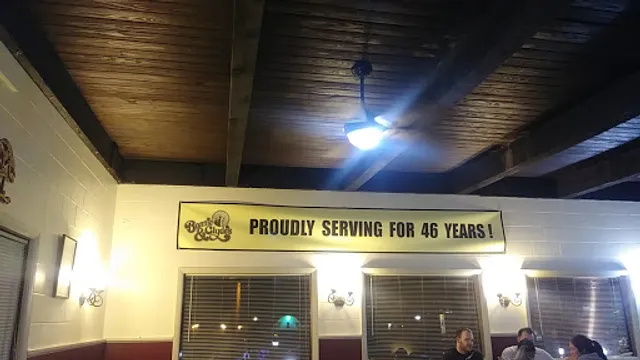 PROUDLY SERVING FOR 46 YEARS!